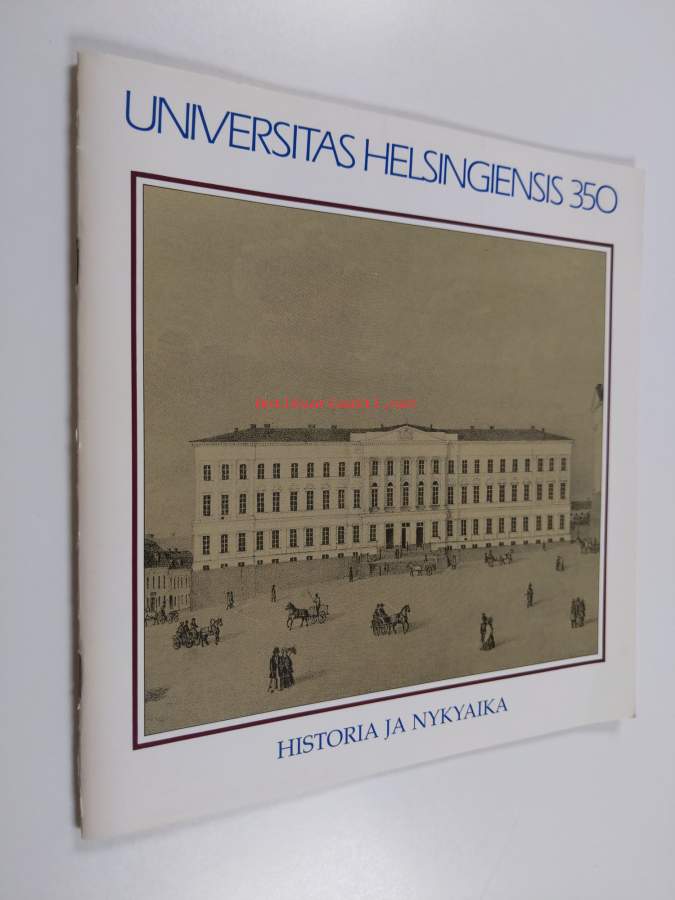 UNIVERSITAS HELSINGIENSIS 350
HISTORIA JA NYKYAIKA